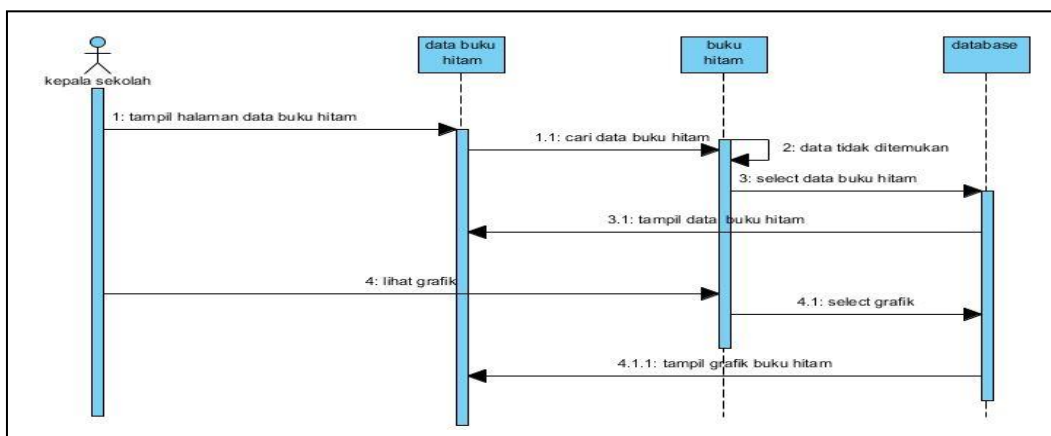 data buku
hitam
buku
hitam
database
kepala sekolah
1: tampil halaman data buku hitam
1.1: cari data buku hitam
2: data tidak ditemukan
3: select data buku hitam
3.1: tampil data buku hitam
4: lihat grafik
4.1: select grafik
4.1.1: tampil grafik buku hitam